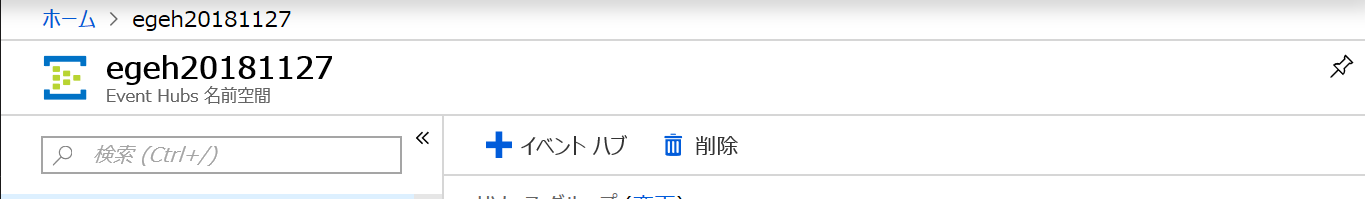 ホーム > egeh20181127
egeh20181127
Event Hubs 名前空間
検索 (Ctrl+/)
«
イベント ハブ 削除